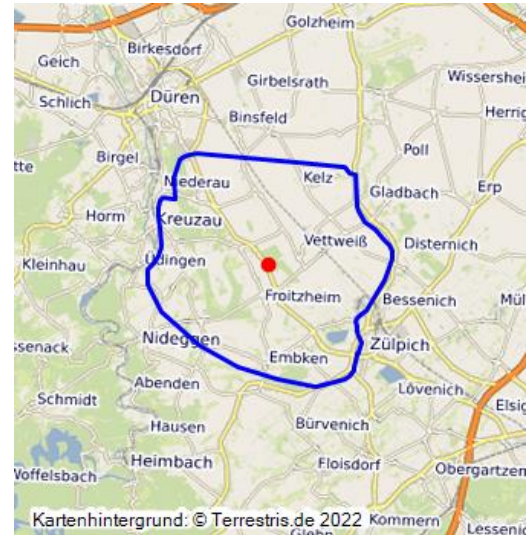 Golzheim
Birkesdorf
Geich
Girbelsrath
Wissershei
Schlich
Düren
Herrig
Binsfeld
Poll
Birgel
Kelz
Niederau
Gladbach
Erp
tte
Horm
Kreuzau
Vettweiß
Disternich
Kleinhau
Üdingen
Froitzheim
Bessenich
Mül
Nideggen
Zülpich
ssenack
Embken
Abenden
Lövenich
Schmidt
Elsig
Hausen
Bürvenich
Heimbach
Floisdorf
Obergartzem
Woffelsbach
Kartenhintergrund: © Terrestris.de 2022
Kommern
Lessenic